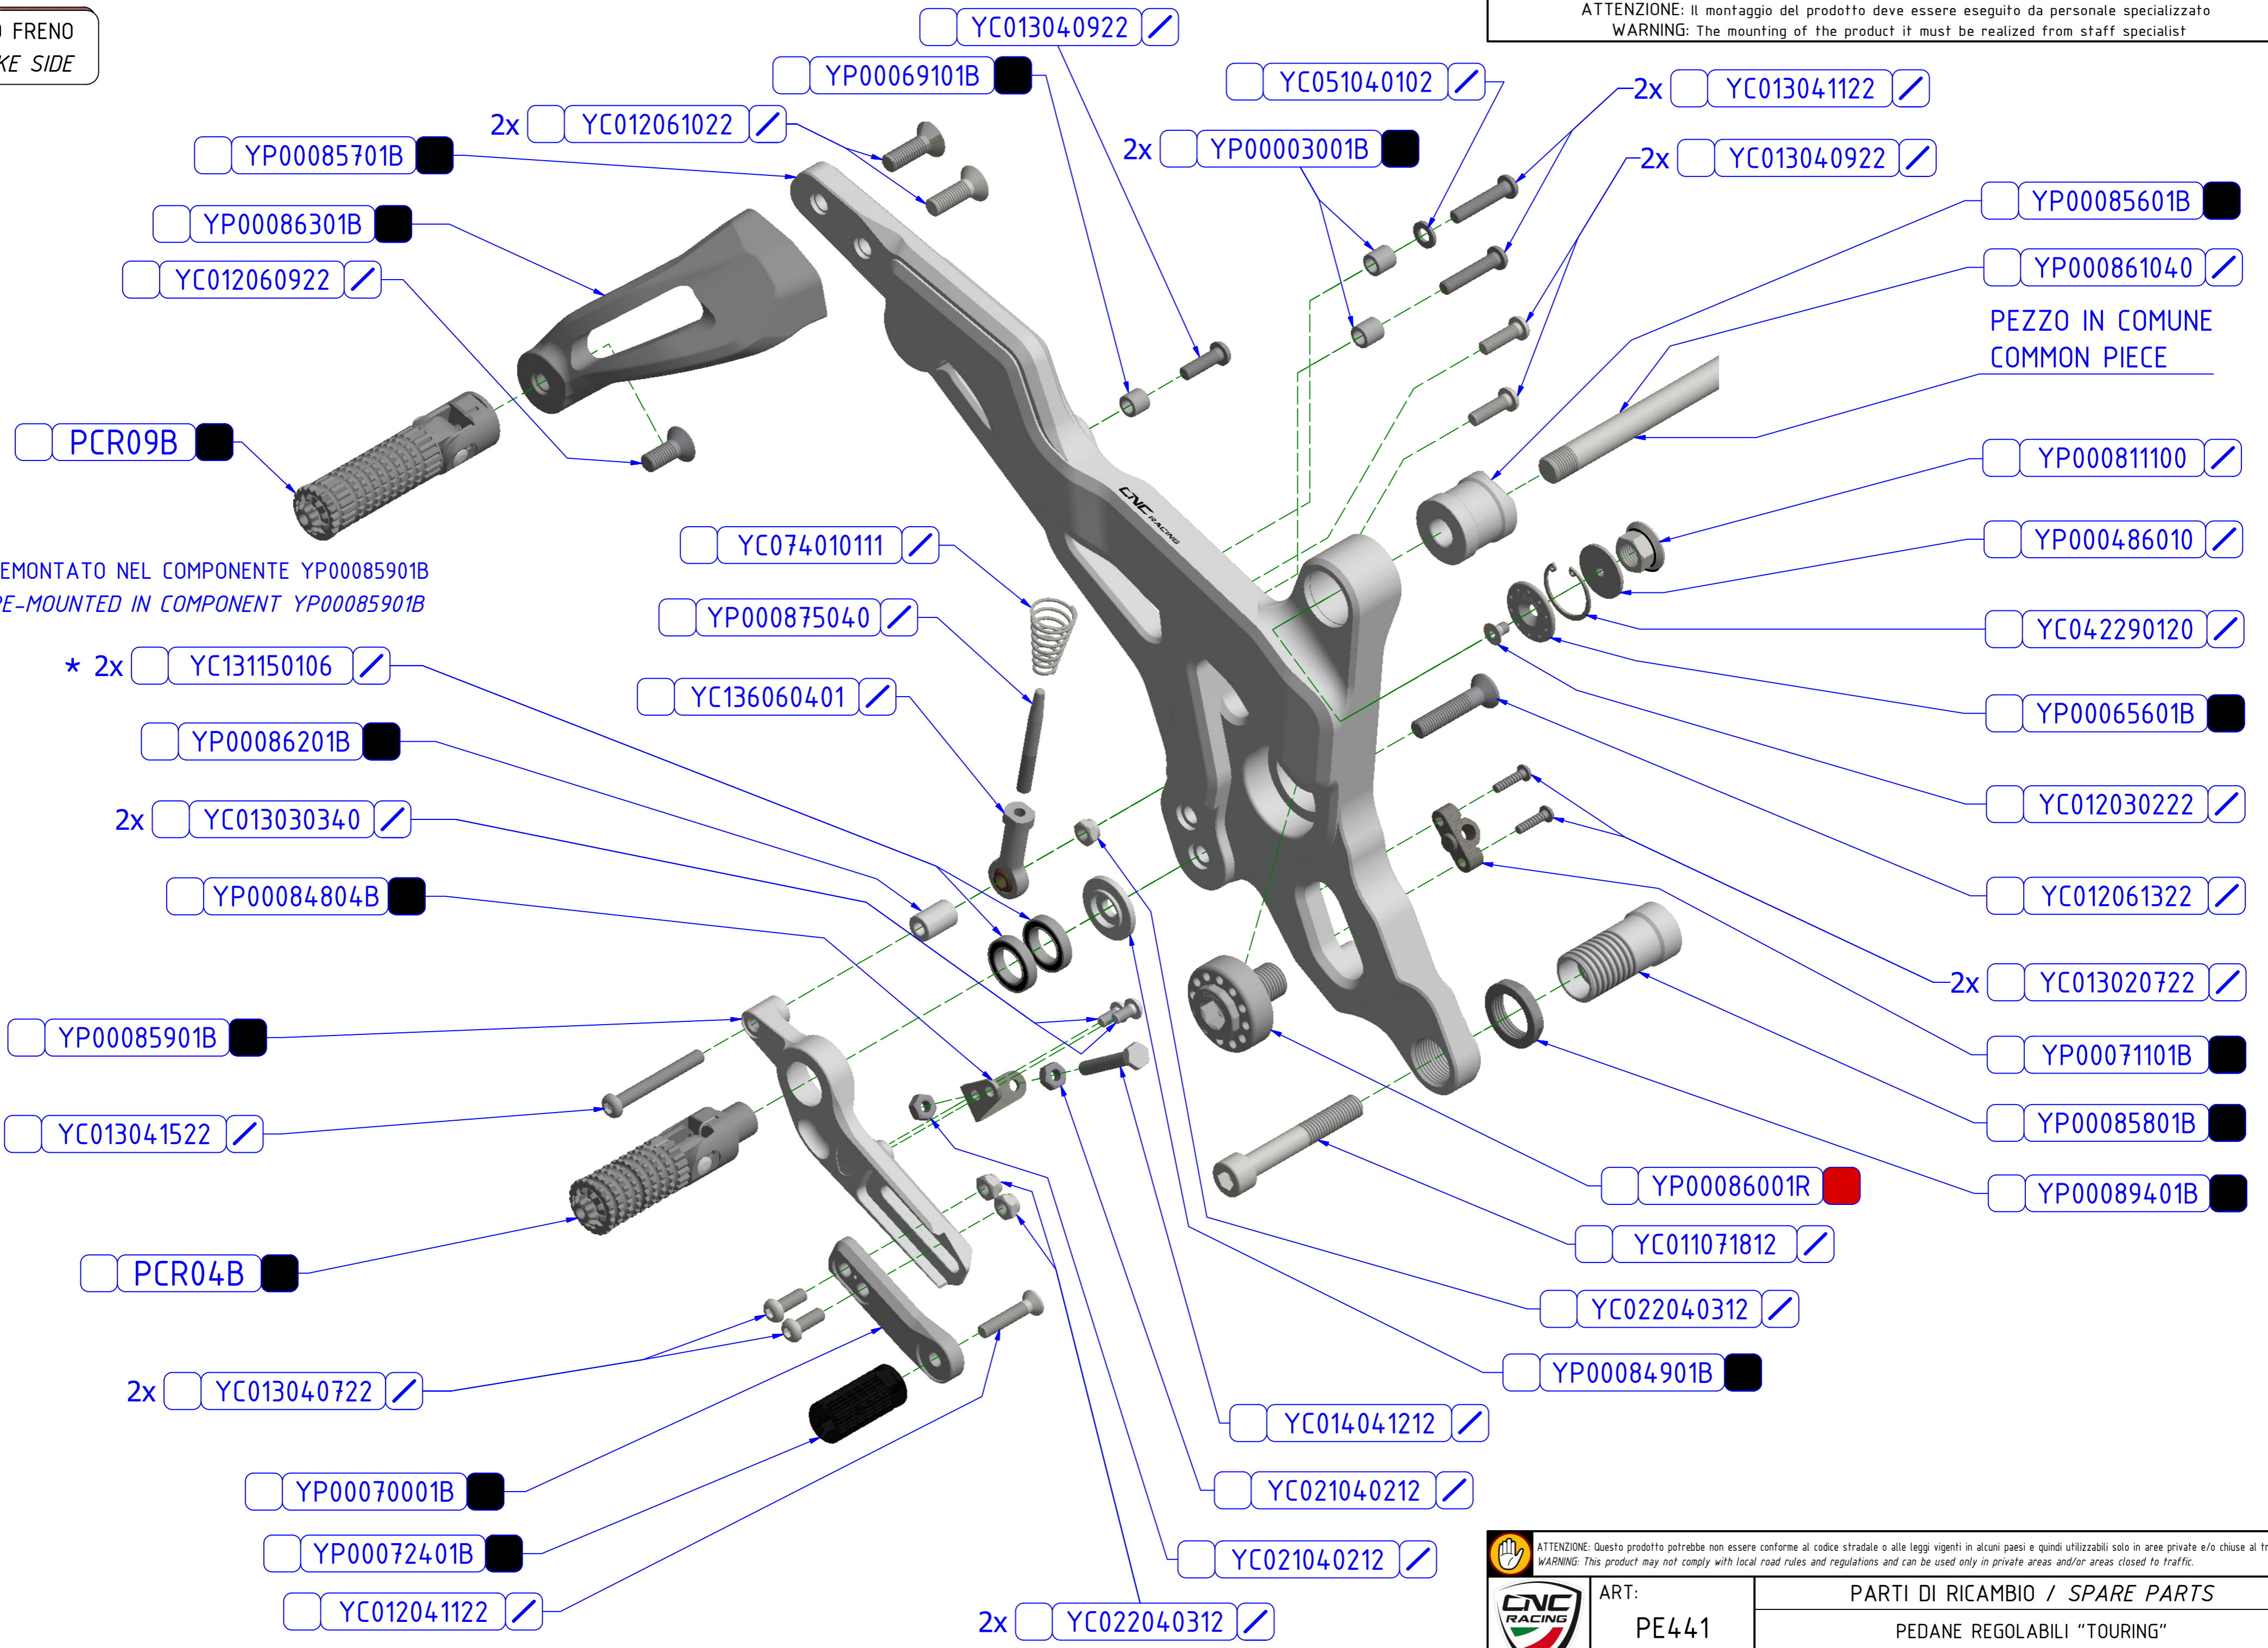 FRENO
SIDE
ATTENZIONE: Il montaggio del prodotto deve essere eseguito da personale specializzato
WARNING: The mounting of the product it must be realized from staff specialist
YC013040922
YP00069101B
2x YC012061022
YP00085701B
YP00086301B
YC012060922
PCR09B
YC051040102
2x YP00003001B
2x YC013041122
2x YC013040922
YP00085601B
YP000861040
PEZZO IN COMUNE
COMMON PIECE
YP000811100
YP000486010
YC042290120
YP00065601B
YC012030222
YC012061322
2x YC013020722
YP00071101B
YP00085801B
YP00089401B
CNC RACING
YC074010111
YP000875040
YC136060401
NEL COMPONENTE YP00085901B
IN COMPONENT YP00085901B
* 2x YC131150106
YP00086201B
2x YC013030340
YP00084804B
YP00085901B
YC013041522
PCR04B
2x YC013040722
YP00070001B
YP00072401B
YC012041122
YP00086001R
YC011071812
YC022040312
YP00084901B
YC014041212
YC021040212
YC021040212
2x YC022040312
ATTENZIONE: Questo prodotto potrebbe non essere conforme al codice stradale o alle leggi vigenti in alcuni paesi e quindi utilizzabili solo in aree private e/o chiuse al
WARNING: This product may not comply with local road rules and regulations and can be used only in private areas and/or areas closed to traffic.
CNC
RACING
ART:
PE441
PARTI DI RICAMBIO / SPARE PARTS
PEDANE REGOLABILI "TOURING"